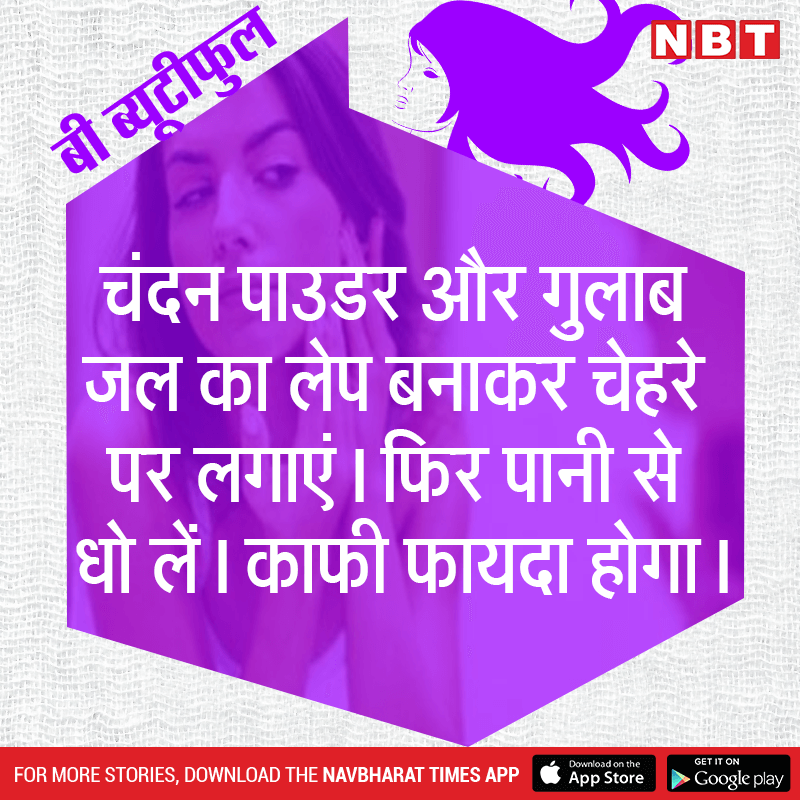 बी ब्यूटीफुल
NBT
चंदन पाउडर और गुलाब
जल का लेप बनाकर चेहरे
पर लगाएं। फिर पानी से
धो लें। काफी फायदा होगा।
FOR MORE STORIES, DOWNLOAD THE NAVBHARAT TIMES APP
Download on the
App Store
GET IT ON
Google play